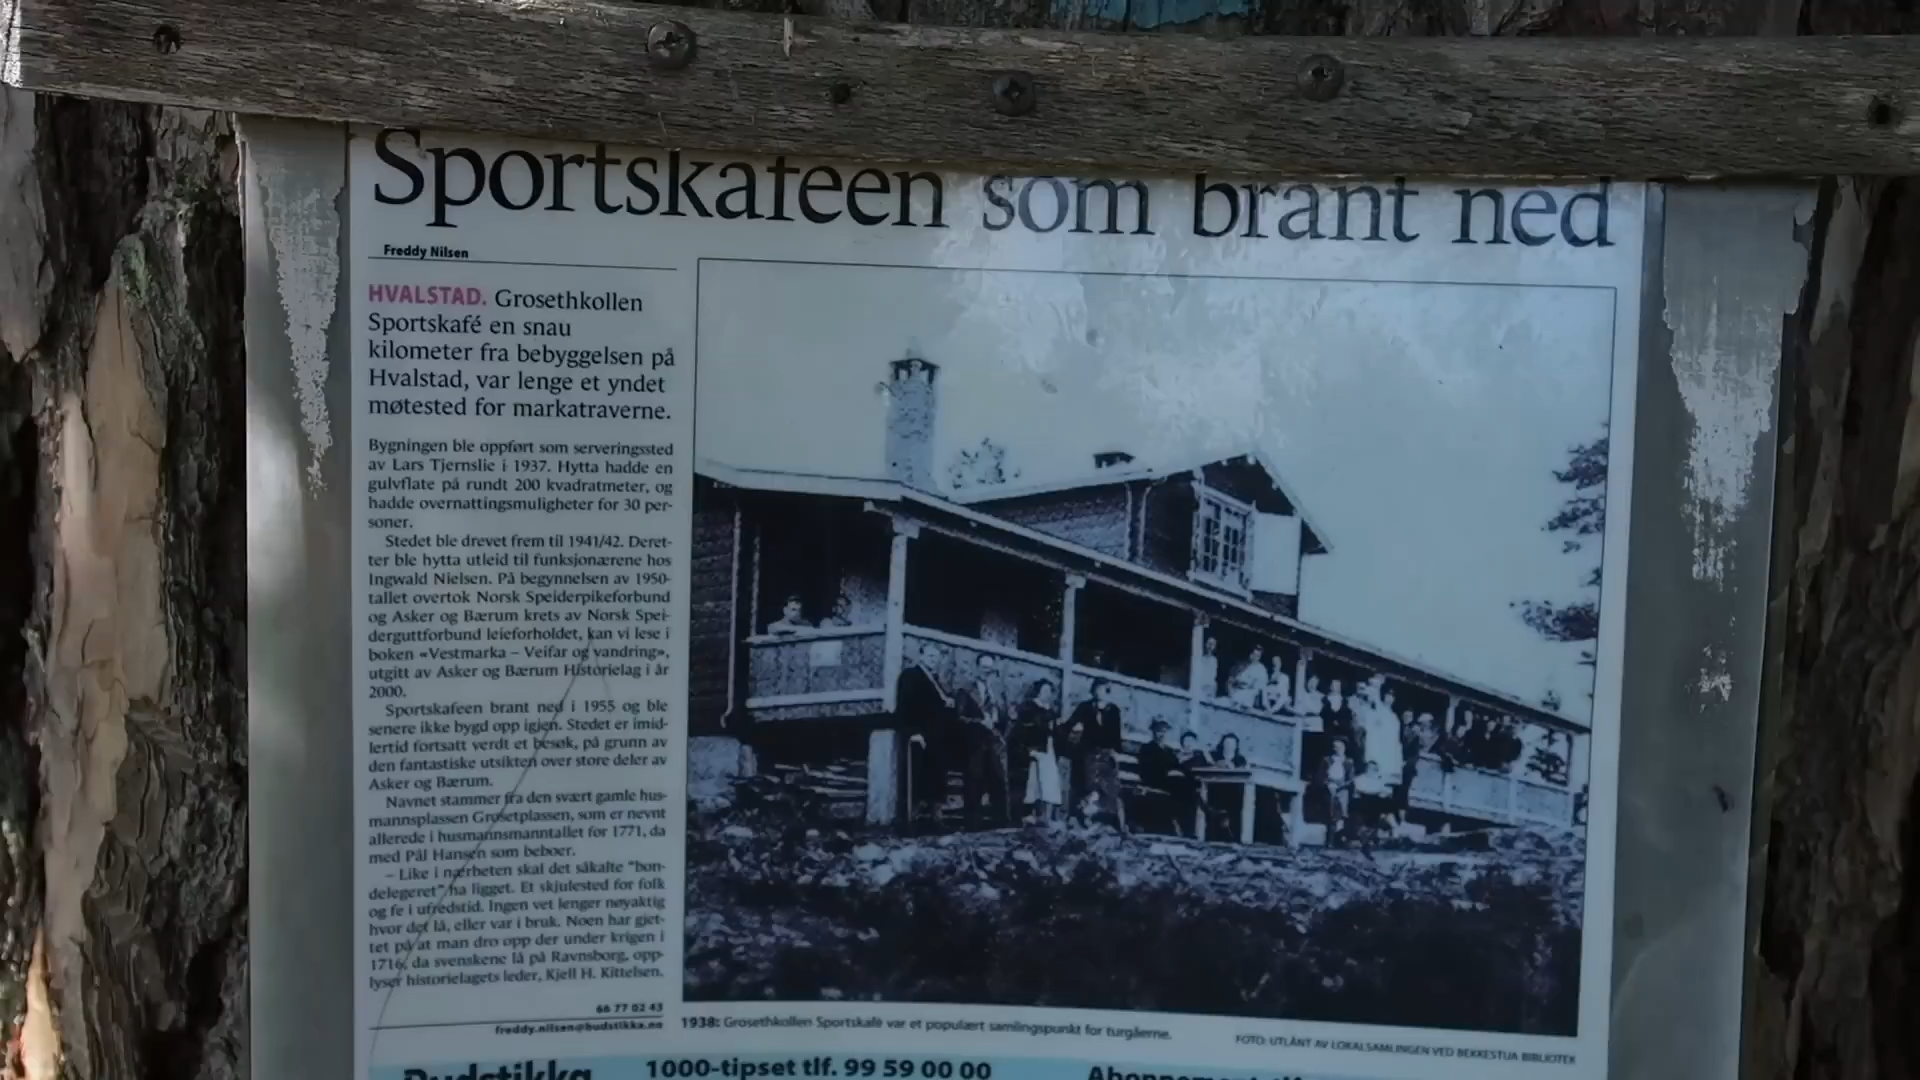 Sportskafeen som brant ned
Freddy Nilsen
HVALSTAD. Grosethkollen
Sportskafé en snau
kilometer fra bebyggelsen på
Hvalstad, var lenge et yndet
møtested for markatraverne.
Bygningen ble oppført som serveringssted
av Lars Tjernslie i 1937. Hytta hadde en
gulvflate på rundt 200 kvadratmeter, og
hadde overnattingsmuligheter for 30 per-
soner.
Stedet ble drevet frem til 1941/42. Deret-
ter ble hytta utleid til funksjonærene hos
Ingwald Nielsen. På begynnelsen av 1950-
tallet overtok Norsk Speiderpikeforbund
og Asker og Bærum krets av Norsk Spei-
derguttforbund leieforholdet, kan vi lese i
boken «Vestmarka – Veifar og vandring»,
utgitt av Asker og Bærum Historielag i år
2000.
Sportskafeen brant ned i 1955 og ble
senere ikke bygd opp igjen. Stedet er imid-
lertid fortsatt verdt et besøk, på grunn av
den fantastiske utsikten over store deler av
Asker og Bærum.
Navnet stammer fra den svært gamle hus-
mannsplassen Grosetplassen, som er nevnt
allerede i husmannsmanntallet for 1771, da
med Pål Hansen som beboer.
– Like i nærheten skal det såkalte "bon-
delegeret" ha ligget. Et skjulested for folk
og fe i ufredstid. Ingen vet lenger nøyaktig
hvor det lå, eller var i bruk. Noen har gjet-
tet på at man dro opp der under krigen i
1716, da svenskene lå på Ravnsborg, opp-
lyser historielagets leder, Kjell H. Kittelsen.
66 77 02 43
freddy.nilsen@budstikka.no
1938: Grosethkollen Sportskafé var et populært samlingspunkt for turgåerne.
FOTO: UTLÅNT AV LOKALSAMLINGEN VED BEKKESTUA BIBLIOTEK
Budstikka 1000-tipset tlf. 99 59 00 00